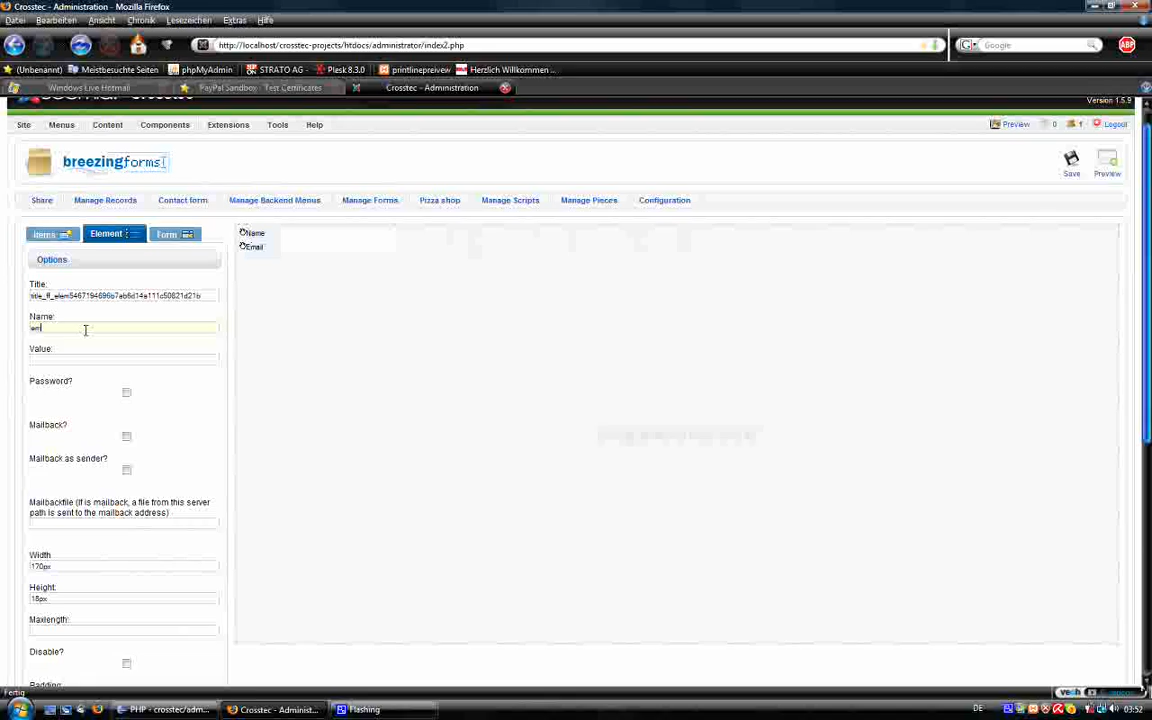 Crosstec - Administration - Mozilla Firefox
Datei Bearbeiten Ansicht Chronik Lesezeichen Extras Hilfe
http://localhost/crosstec-projects/htdocs/administrator/index2.php
Google
ABP
(Unbenannt) Meistbesuchte Seiten phpMyAdmin STRATO AG - Plesk 8.3.0 printlinepreivew Herzlich Willkommen ...
Windows Live Hotmail PayPal Sandbox - Test Certificates Crosstec - Administration
Version 1.5.9
Site Menus Content Components Extensions Tools Help Preview 0 1 Logout
breezingforms
Save Preview
Share Manage Records Contact form Manage Backend Menus Manage Forms Pizza shop Manage Scripts Manage Pieces Configuration
Items Element Form
Name
Email
Options
Title:
Name:
em
Value:
Password?
Mailback?
Mailback as sender?
Mailbackfile (If is mailback, a file from this server
path is sent to the mailback address)
Width
170px
Height:
18px
Maxlength:
Disable?
Padding
Fertig
PHP - crosstec/adm... Crosstec - Administ... Flashing DE 03:52